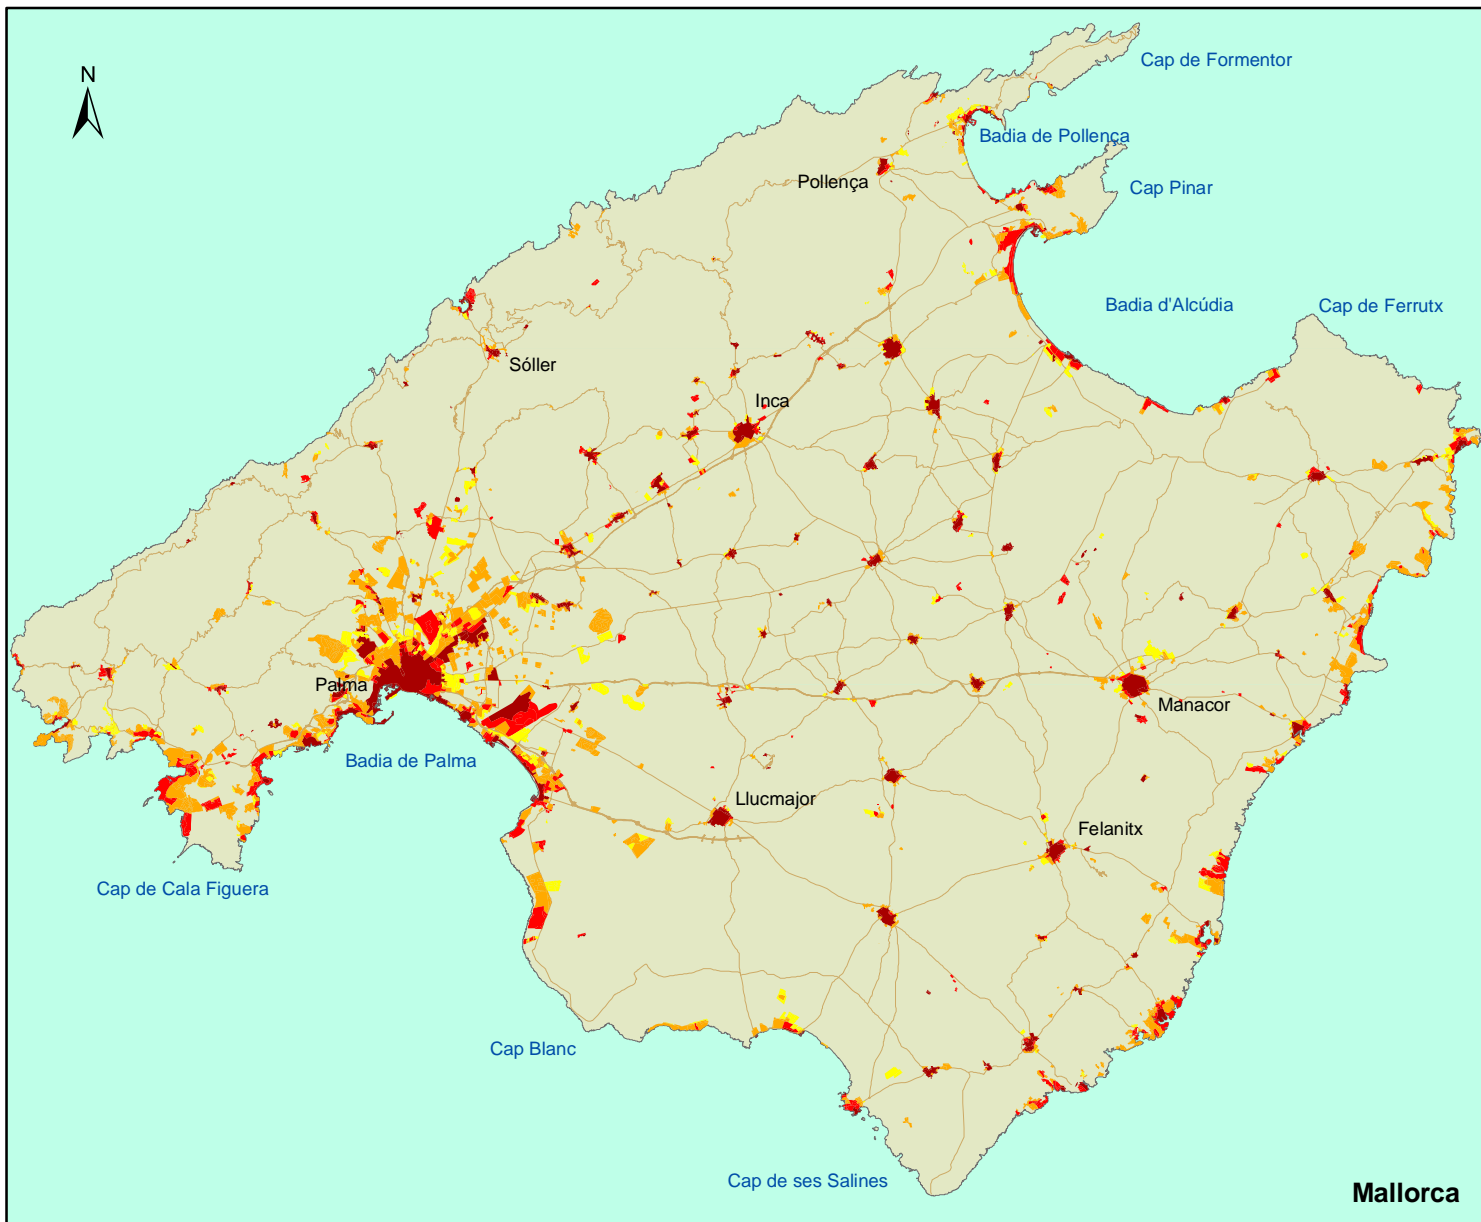 Cap de Formentor
N
Badia de Pollença
Pollença
Cap Pinar
Badia d'Alcúdia
Cap de Ferrutx
Sóller
Inca
Palma
Manacor
Badia de Palma
Llucmajor
Felanitx
Cap de Cala Figuera
Cap Blanc
Cap de ses Salines
Mallorca